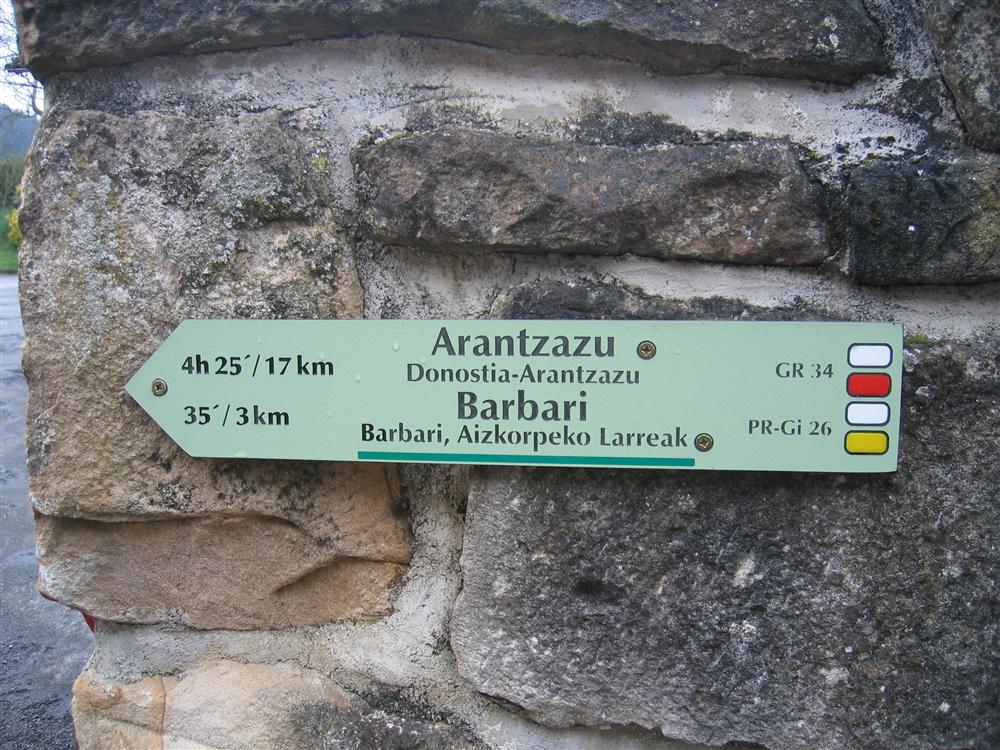 4h 25´/17 km
35´/3 km
Arantzazu
Donostia-Arantzazu
Barbari
Barbari, Aizkorpeko Larreak
GR 34
PR-Gi 26